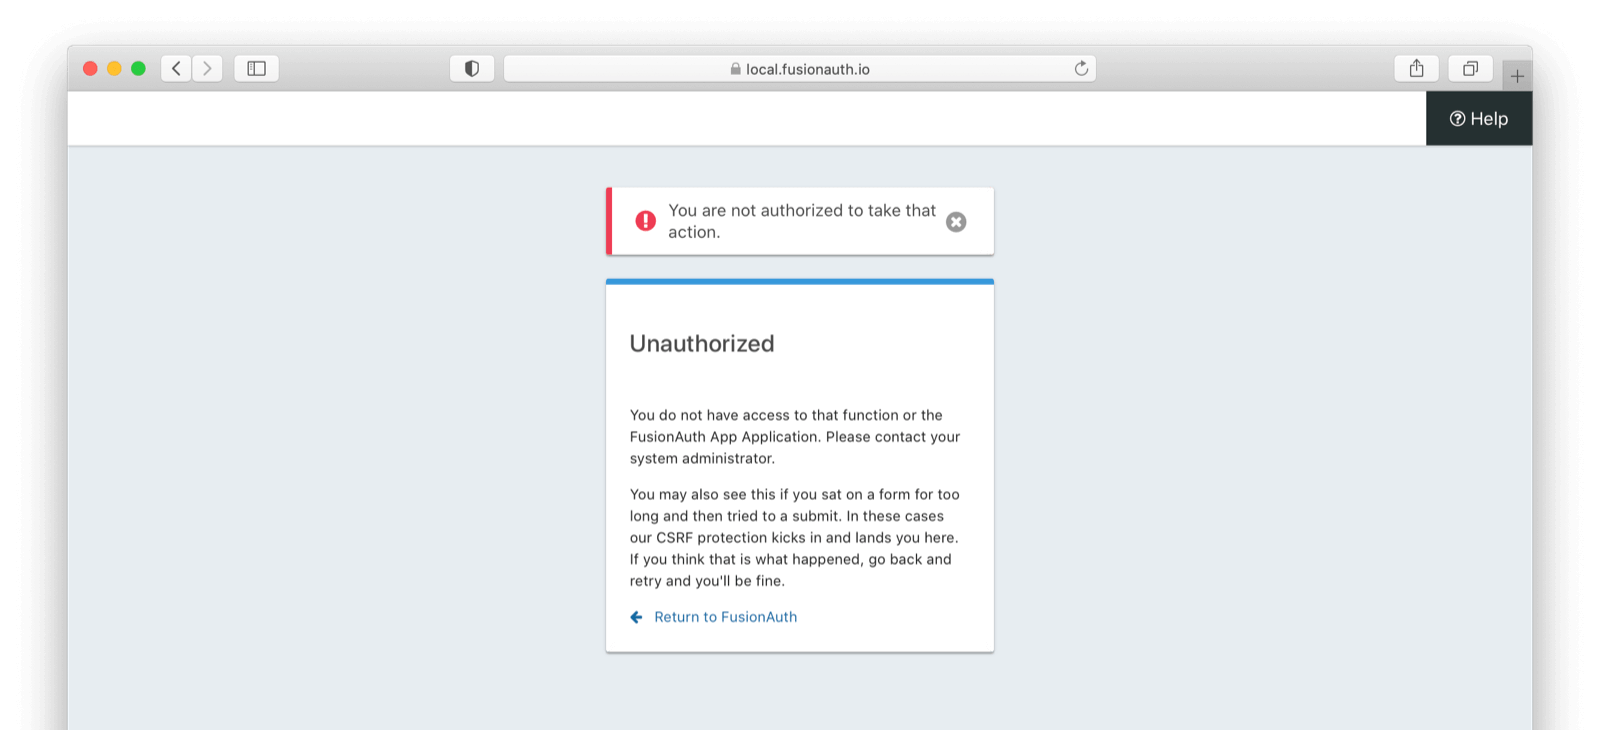 local.fusionauth.io
Help
You are not authorized to take that
action.
Unauthorized
You do not have access to that function or the
FusionAuth App Application. Please contact your
system administrator.
You may also see this if you sat on a form for too
long and then tried to a submit. In these cases
our CSRF protection kicks in and lands you here.
If you think that is what happened, go back and
retry and you'll be fine.
Return to FusionAuth